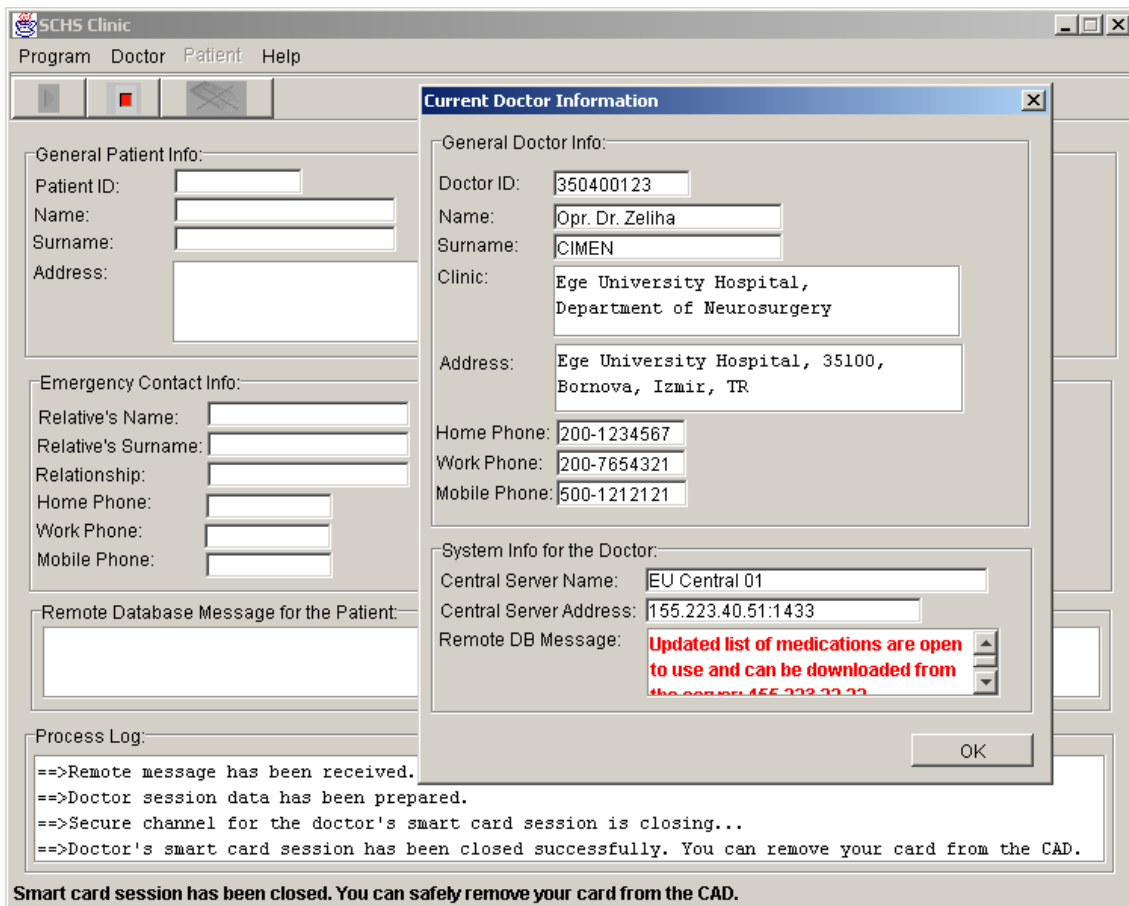 SCHS Clinic
Program Doctor Patient Help
General Patient Info:
Patient ID:
Name:
Surname:
Address:
Emergency Contact Info:
Relative's Name:
Relative's Surname:
Relationship:
Home Phone:
Work Phone:
Mobile Phone:
Remote Database Message for the Patient:
Process Log:
==>Remote message has been received.
==>Doctor session data has been prepared.
==>Secure channel for the doctor's smart card session is closing...
==>Doctor's smart card session has been closed successfully. You can remove your card from the CAD.
Smart card session has been closed. You can safely remove your card from the CAD.
Current Doctor Information
General Doctor Info:
Doctor ID: 350400123
Name: Opr. Dr. Zeliha
Surname: CIMEN
Clinic: Ege University Hospital,
Department of Neurosurgery
Address: Ege University Hospital, 35100,
Bornova, Izmir, TR
Home Phone: 200-1234567
Work Phone: 200-7654321
Mobile Phone: 500-1212121
System Info for the Doctor:
Central Server Name: EU Central 01
Central Server Address: 155.223.40.51:1433
Remote DB Message: Updated list of medications are open
to use and can be downloaded from
the server:
OK